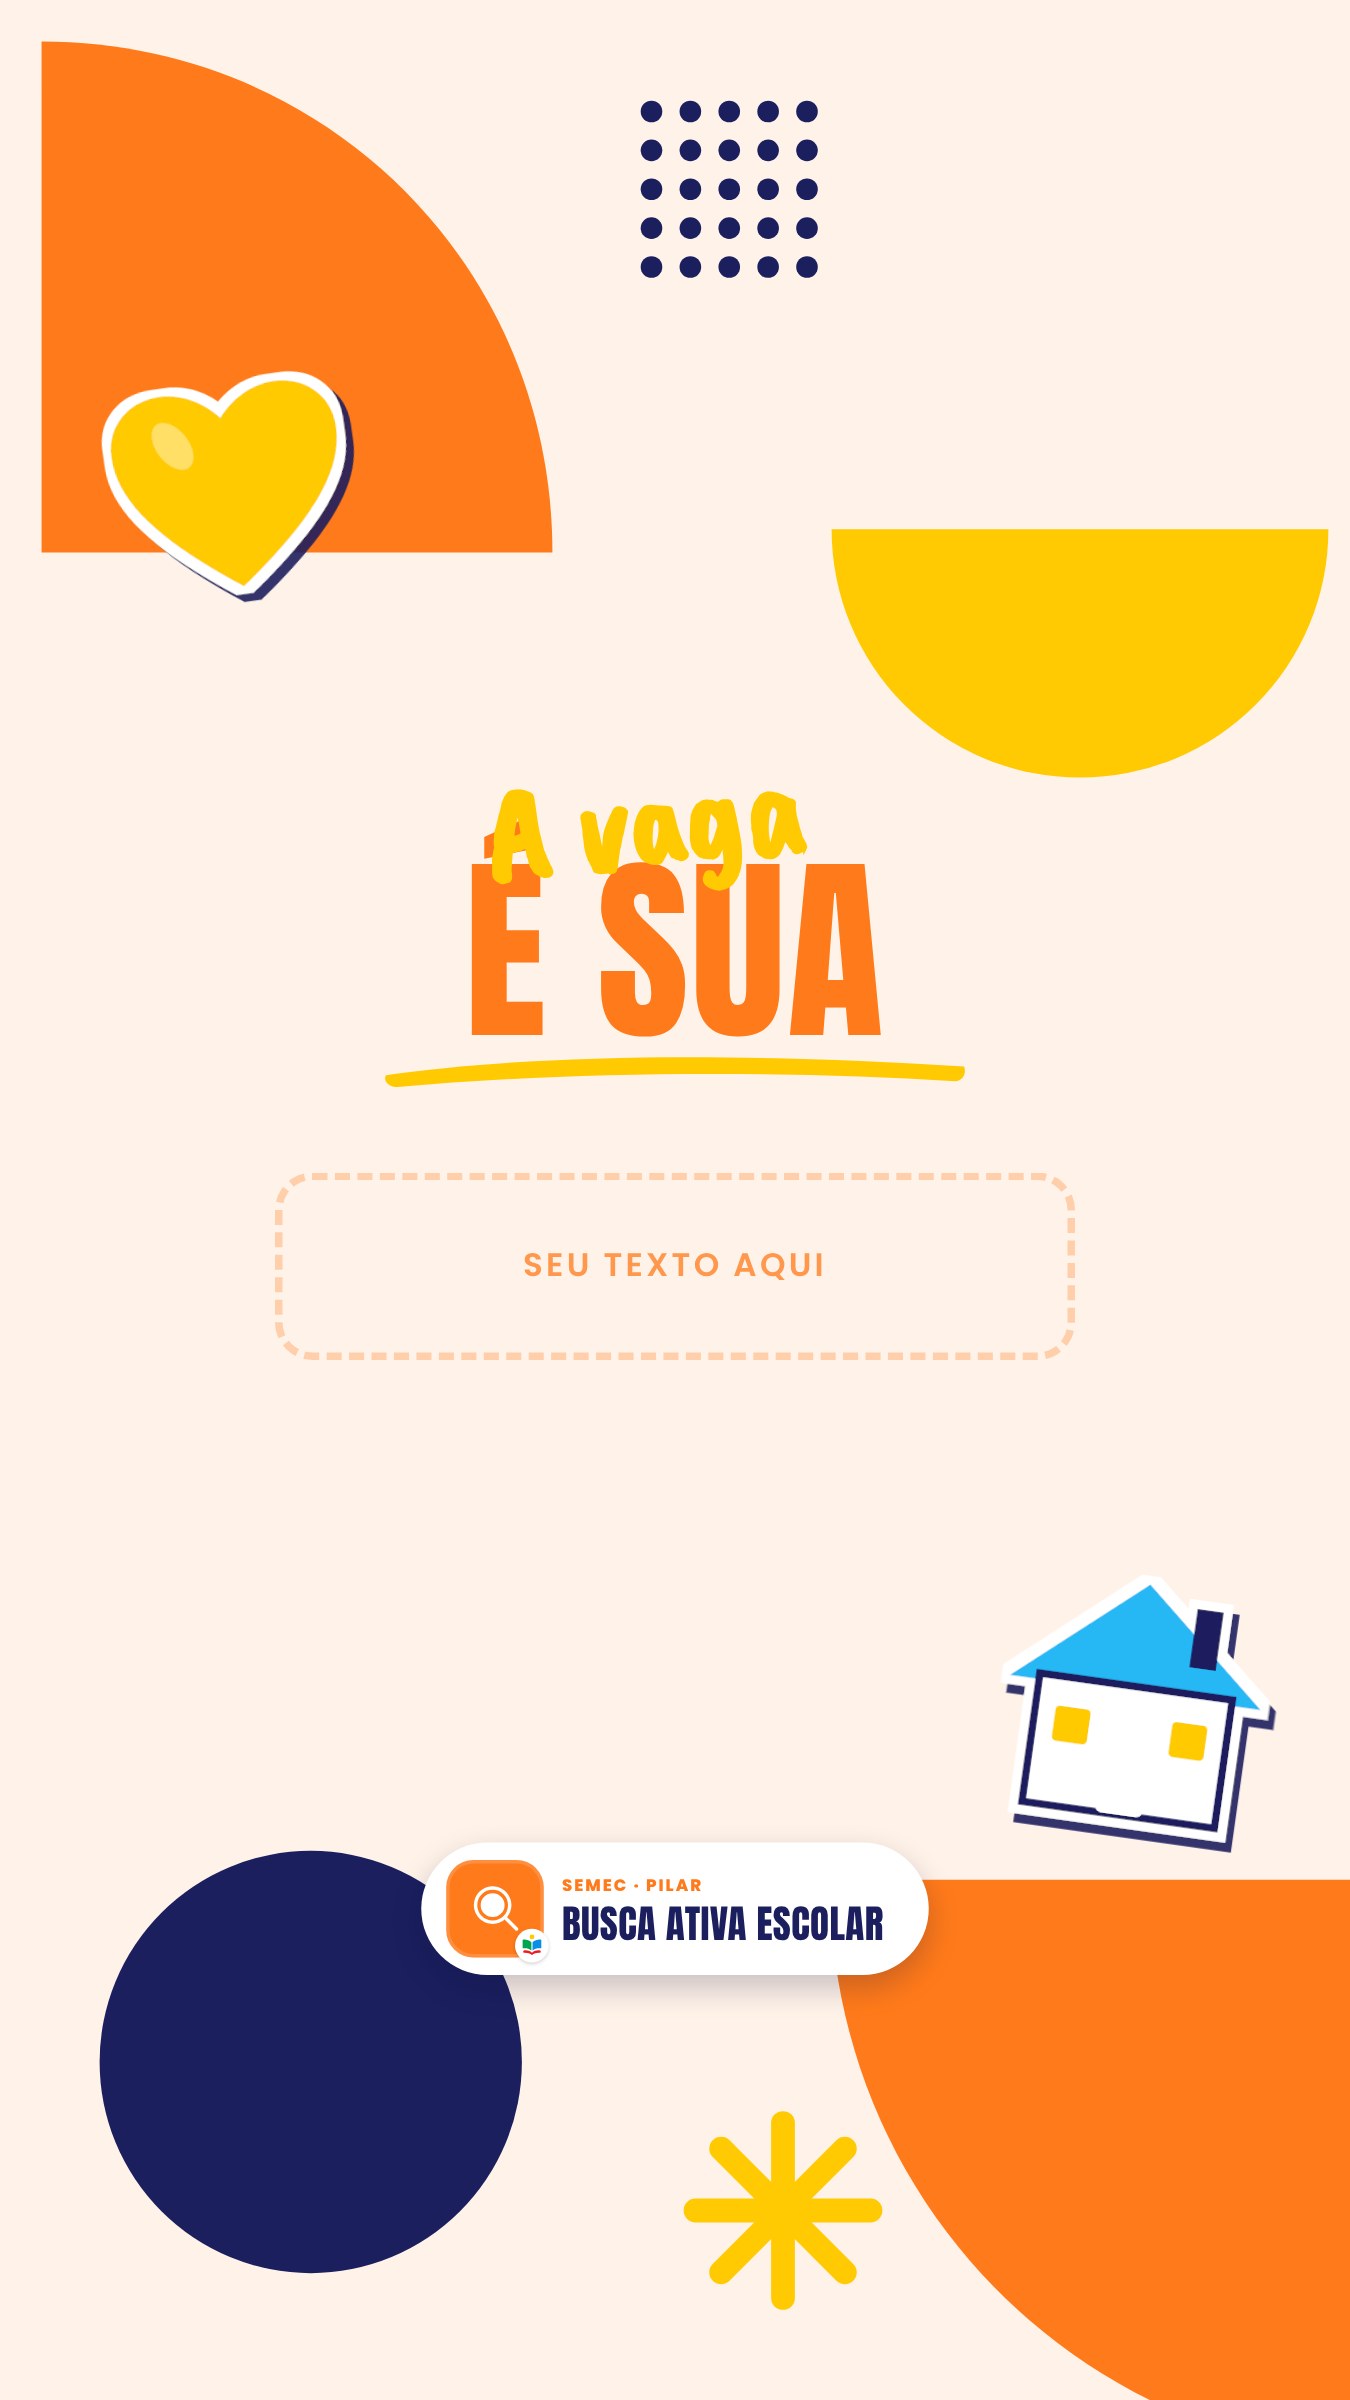 A vaga
É SUA
SEU TEXTO AQUI
SEMEC · PILAR
BUSCA ATIVA ESCOLAR